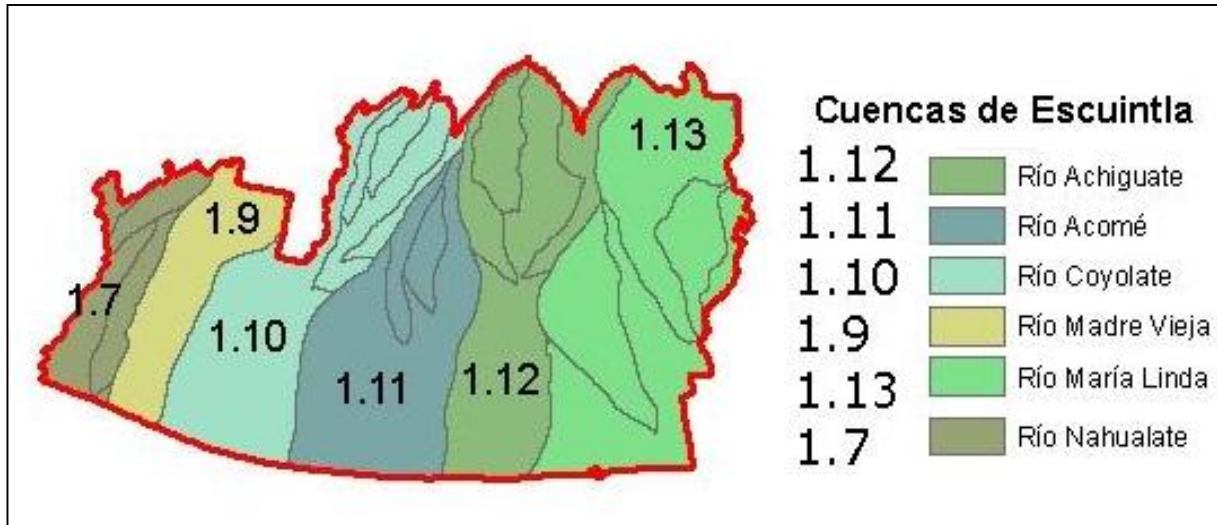 1.13
1.9
1.7
1.10
1.11
1.12
Cuencas de Escuintla
1.12 Río Achiguate
1.11 Río Acomé
1.10 Río Coyolate
1.9 Río Madre Vieja
1.13 Río María Linda
1.7 Río Nahualate